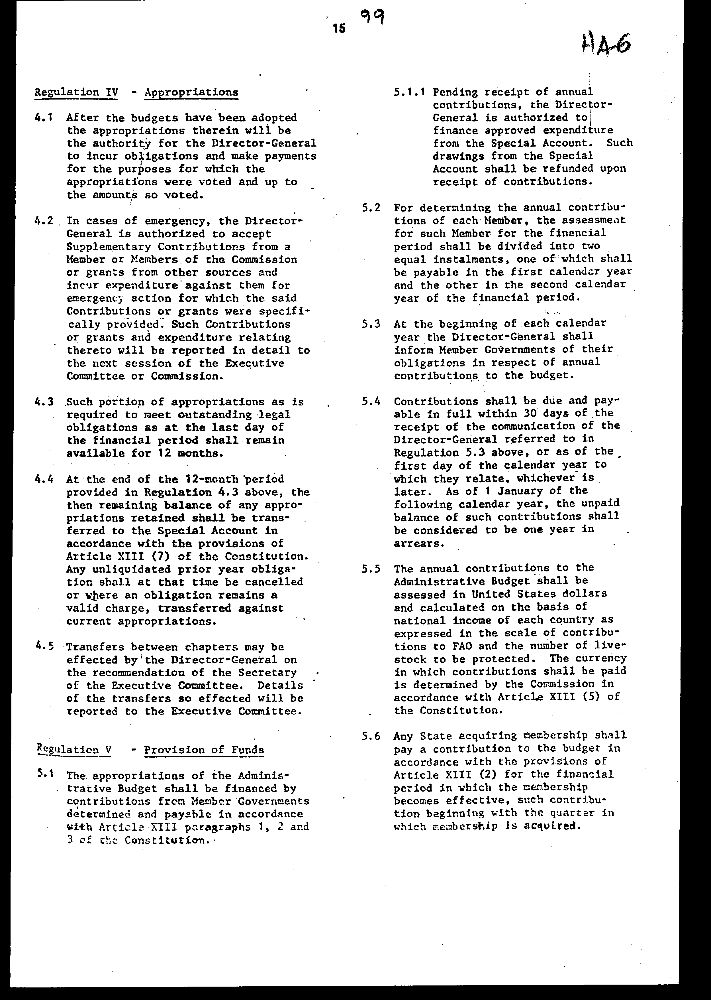 99
15
HA6
Regulation IV - Appropriations
4.1 After the budgets have been adopted
the appropriations therein will be
the authority for the Director-General
to incur obligations and make payments
for the purposes for which the
appropriations were voted and up to
the amounts so voted.
4.2 In cases of emergency, the Director-
General is authorized to accept
Supplementary Contributions from a
Member or Members of the Commission
or grants from other sources and
incur expenditure against them for
emergency action for which the said
Contributions or grants were specifi-
cally provided. Such Contributions
or grants and expenditure relating
thereto will be reported in detail to
the next session of the Executive
Committee or Commission.
4.3 Such portion of appropriations as is
required to meet outstanding legal
obligations as at the last day of
the financial period shall remain
available for 12 months.
4.4 At the end of the 12-month period
provided in Regulation 4.3 above, the
then remaining balance of any appro-
priations retained shall be trans-
ferred to the Special Account in
accordance with the provisions of
Article XIII (7) of the Constitution.
Any unliquidated prior year obliga-
tion shall at that time be cancelled
or where an obligation remains a
valid charge, transferred against
current appropriations.
4.5 Transfers between chapters may be
effected by the Director-General on
the recommendation of the Secretary
of the Executive Committee. Details
of the transfers so effected will be
reported to the Executive Committee.
Regulation V - Provision of Funds
5.1 The appropriations of the Adminis-
trative Budget shall be financed by
contributions from Member Governments
determined and payable in accordance
with Article XIII paragraphs 1, 2 and
3 of the Constitution.
5.1.1 Pending receipt of annual
contributions, the Director-
General is authorized to
finance approved expenditure
from the Special Account. Such
drawings from the Special
Account shall be refunded upon
receipt of contributions.
5.2 For determining the annual contribu-
tions of each Member, the assessment
for such Member for the financial
period shall be divided into two
equal instalments, one of which shall
be payable in the first calendar year
and the other in the second calendar
year of the financial period.
5.3 At the beginning of each calendar
year the Director-General shall
inform Member Governments of their
obligations in respect of annual
contributions to the budget.
5.4 Contributions shall be due and pay-
able in full within 30 days of the
receipt of the communication of the
Director-General referred to in
Regulation 5.3 above, or as of the
first day of the calendar year to
which they relate, whichever is
later. As of 1 January of the
following calendar year, the unpaid
balance of such contributions shall
be considered to be one year in
arrears.
5.5 The annual contributions to the
Administrative Budget shall be
assessed in United States dollars
and calculated on the basis of
national income of each country as
expressed in the scale of contribu-
tions to FAO and the number of live-
stock to be protected. The currency
in which contributions shall be paid
is determined by the Commission in
accordance with Article XIII (5) of
the Constitution.
5.6 Any State acquiring membership shall
pay a contribution to the budget in
accordance with the provisions of
Article XIII (2) for the financial
period in which the membership
becomes effective, such contribu-
tion beginning with the quarter in
which membership is acquired.